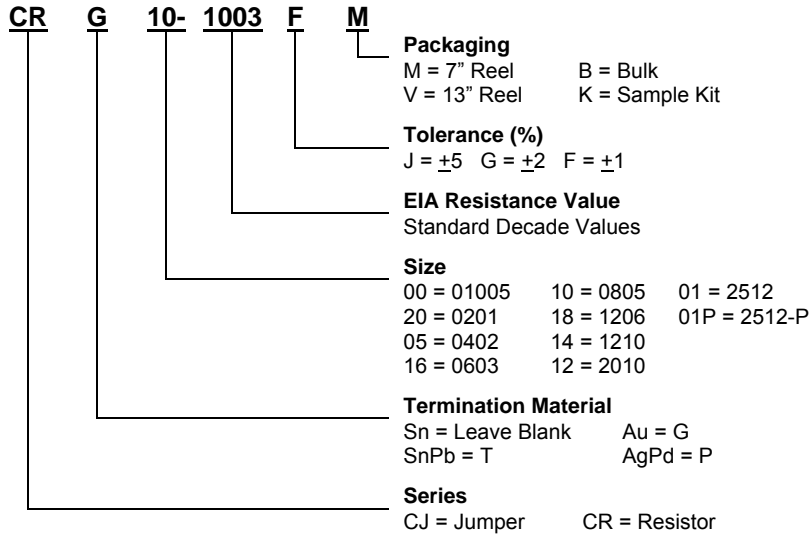 CR G 10- 1003 F M
Packaging
M = 7” Reel B = Bulk
V = 13” Reel K = Sample Kit
Tolerance (%)
J = ±5 G = ±2 F = ±1
EIA Resistance Value
Standard Decade Values
Size
00 = 01005 10 = 0805 01 = 2512
20 = 0201 18 = 1206 01P = 2512-P
05 = 0402 14 = 1210
16 = 0603 12 = 2010
Termination Material
Sn = Leave Blank Au = G
SnPb = T AgPd = P
Series
CJ = Jumper CR = Resistor